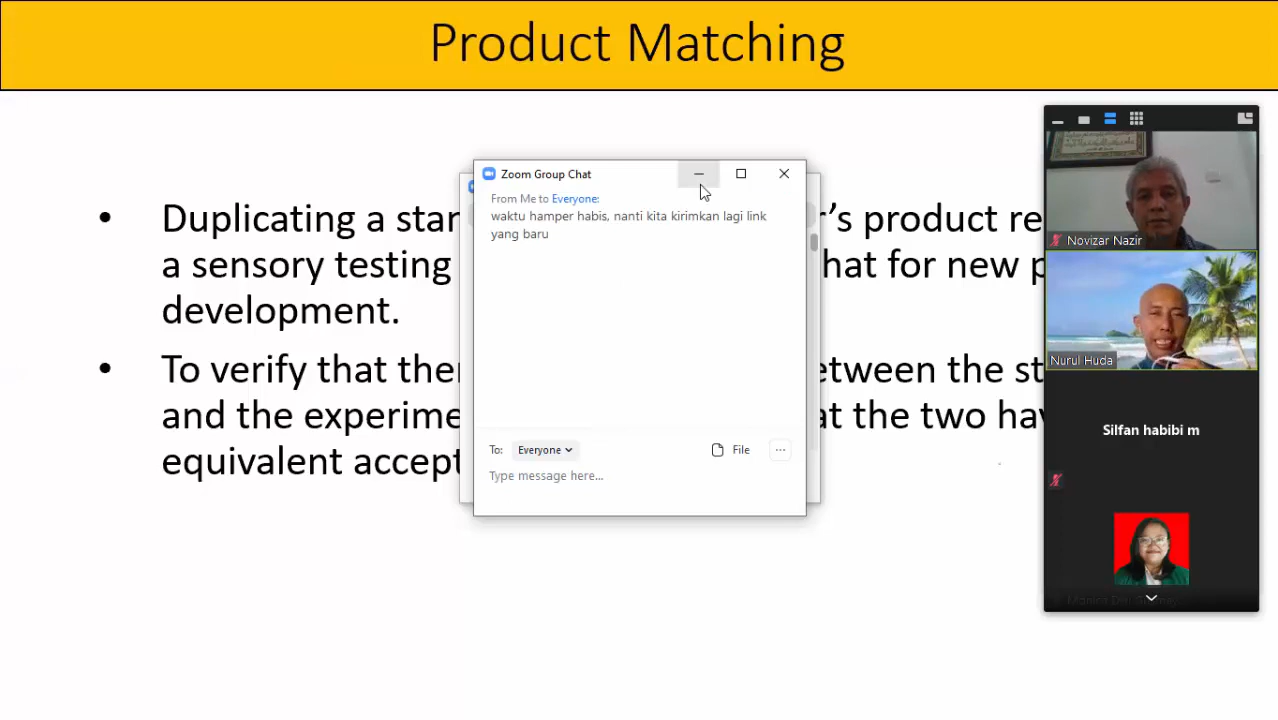 Product Matching
Zoom Group Chat
From Me to Everyone:
waktu hamper habis, nanti kita kirimkan lagi link
yang baru
To: Everyone
File
Type message here...
• Duplicating a star 's product re
a sensory testing hat for new p
development.
• To verify that ther etween the st
and the experime at the two hav
equivalent accept
Novizar Nazir
Nurul Huda
Silfan habibi m